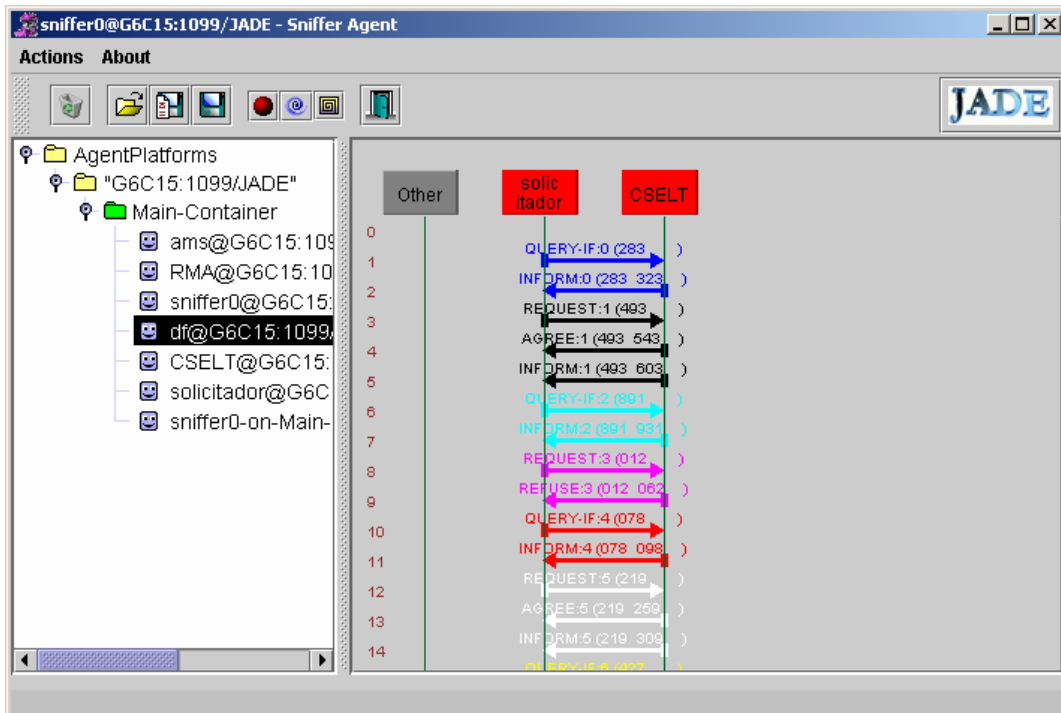 sniffer0@G6C15:1099/JADE - Sniffer Agent
Actions About
JADE
AgentPlatforms
"G6C15:1099/JADE"
Main-Container
ams@G6C15:109
RMA@G6C15:10
sniffer0@G6C15:
df@G6C15:1099/
CSELT@G6C15:
solicitador@G6C
sniffer0-on-Main-
Other
solic
itador
CSELT
0
QUERY-IF:0 (283 )
1
INFORM:0 (283 323 )
2
REQUEST:1 (493 )
3
AGREE:1 (493 543 )
4
INFORM:1 (493 603 )
5
QUERY-IF:2 (891 )
6
INFORM:2 (891 931 )
7
REQUEST:3 (012 )
8
REFUSE:3 (012 062 )
9
QUERY-IF:4 (078 )
10
INFORM:4 (078 098 )
11
REQUEST:5 (219 )
12
AGREE:5 (219 259 )
13
INFORM:5 (219 309 )
14
QUERY-IF:6 (427 )